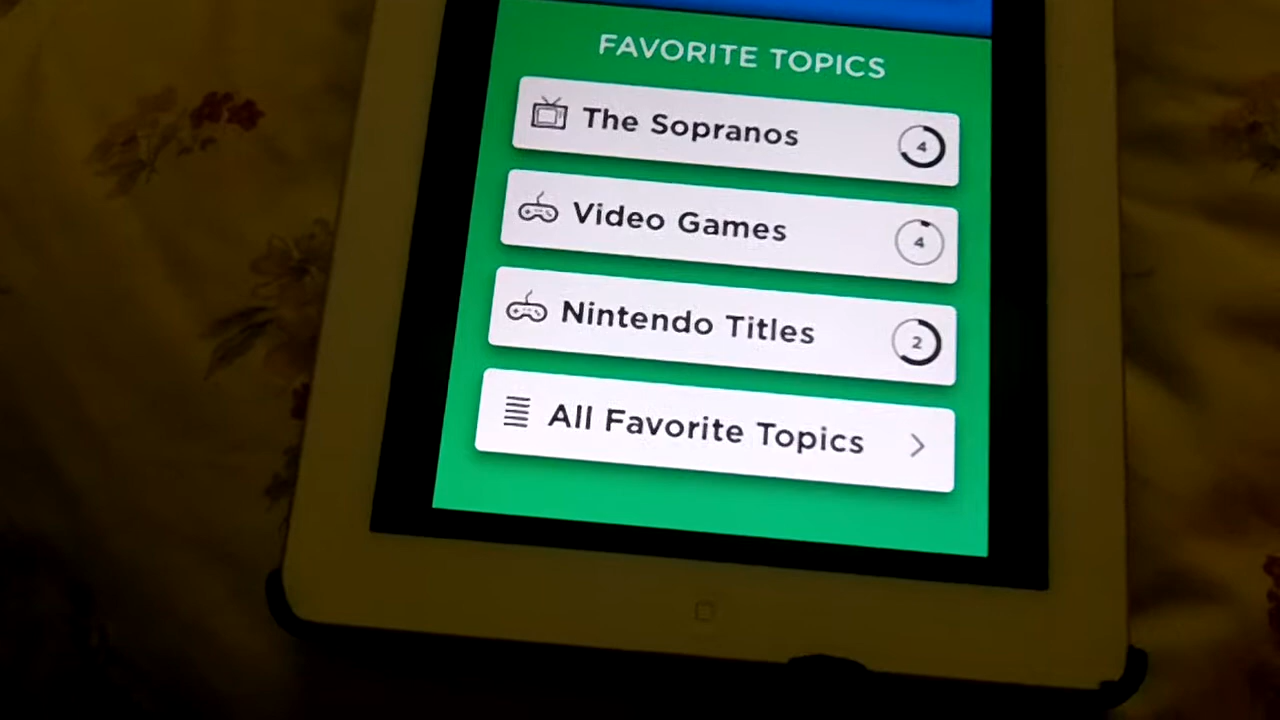 FAVORITE TOPICS
The Sopranos 4
Video Games 4
Nintendo Titles 2
All Favorite Topics